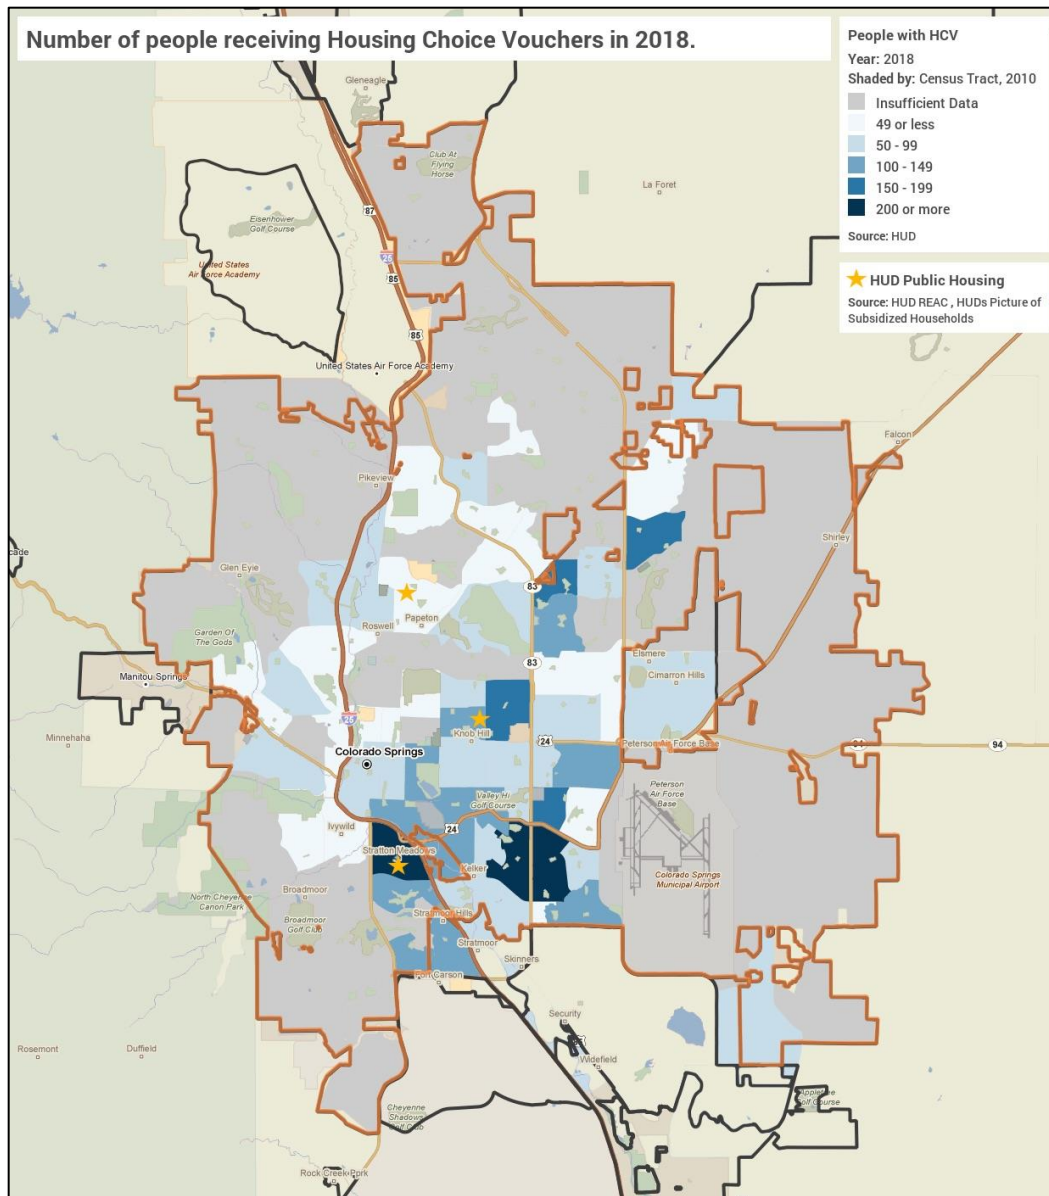 Number of people receiving Housing Choice Vouchers in 2018.
People with HCV
Year: 2018
Shaded by: Census Tract, 2010
Insufficient Data
49 or less
50 - 99
100 - 149
150 - 199
200 or more
Source: HUD
HUD Public Housing
Source: HUD REAC , HUDs Picture of
Subsidized Households
Gleneagle
Club At
Flying
Horse
La Foret
87
Eisenhower
Golf Course
25
United States
Air Force Academy
85
85
United States Air Force Academy
Falcon
Pikeview
Shirley
cade
Glen Eyie
83
Papeton
Roswell
Garden Of
The Gods
Elsmere
83
Manitou Springs
Cimarron Hills
25
Minnehaha
Knob Hill
24
Peterson Air Force Base
94
Colorado Springs
Peterson
Air Force
Base
Valley Hi
Golf Course
Ivywild
24
Stratton Meadows
Kelker
Colorado Springs
Municipal Airport
Broadmoor
North Cheyenne
Canon Park
Stratmoor Hills
Broadmoor
Golf Club
Stratmoor
Skinners
Fort Carson
Security
Rosemont
Duffield
Widefield
Appletree
Golf Course
Cheyenne
Shadows
Golf Club
Rock Creek Park